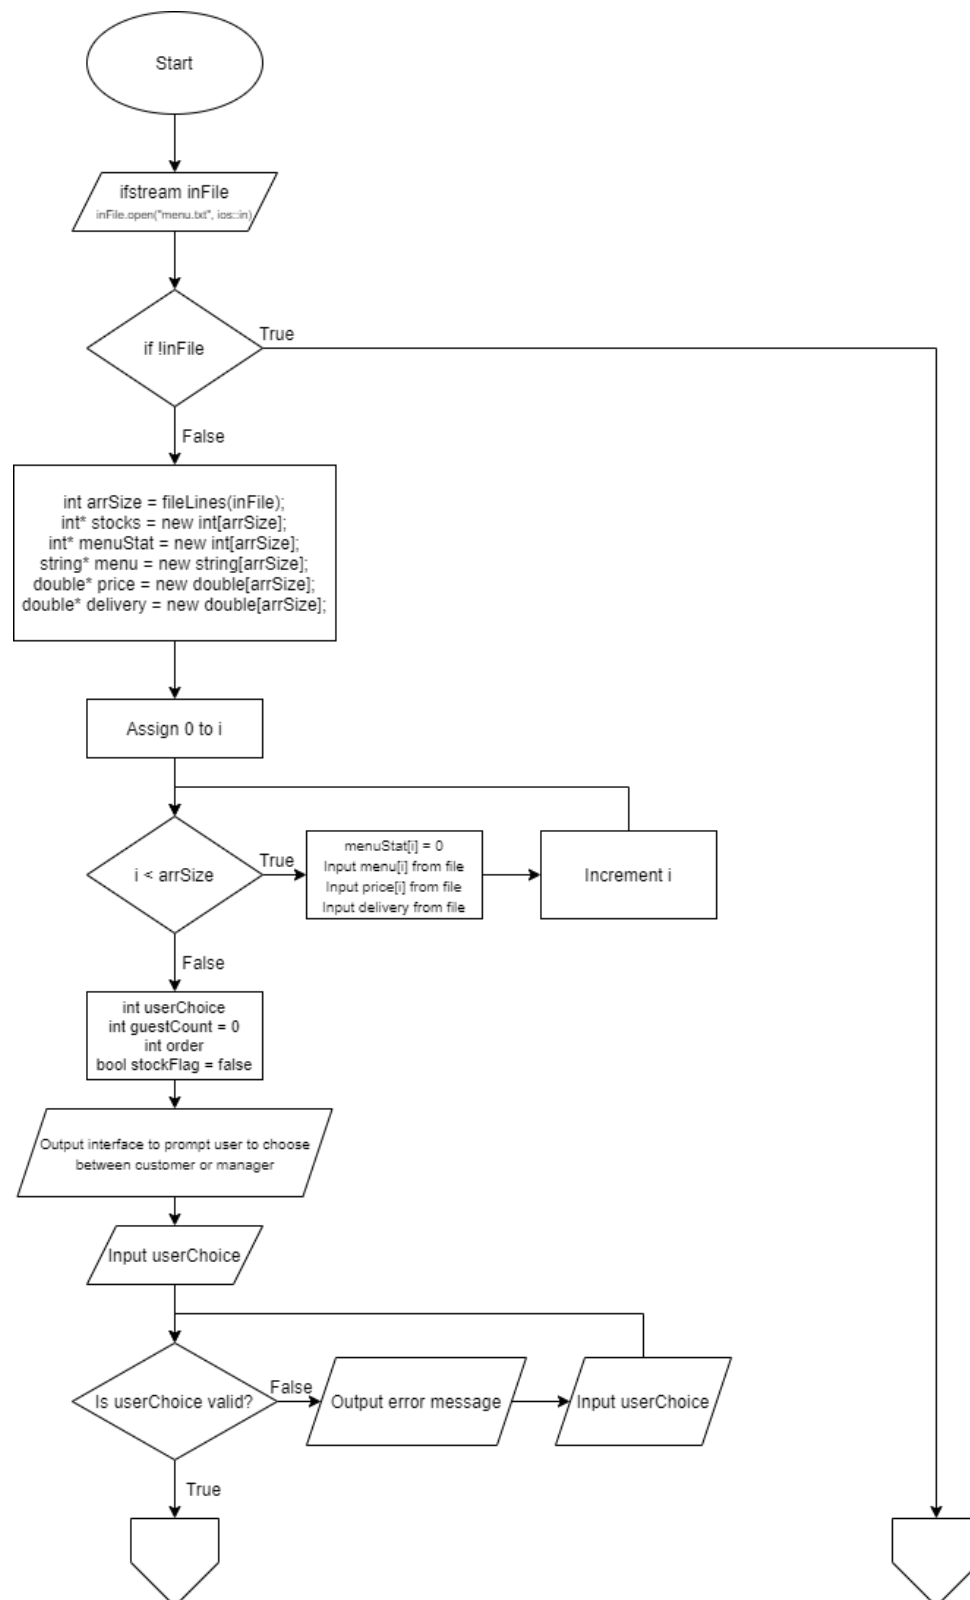 Start
ifstream inFile
inFile.open("menu.txt", ios::in)
if !inFile
True
False
int arrSize = fileLines(inFile);
int* stocks = new int[arrSize];
int* menuStat = new int[arrSize];
string* menu = new string[arrSize];
double* price = new double[arrSize];
double* delivery = new double[arrSize];
Assign 0 to i
i < arrSize
True
menuStat[i] = 0
Input menu[i] from file
Input price[i] from file
Input delivery from file
Increment i
False
int userChoice
int guestCount = 0
int order
bool stockFlag = false
Output interface to prompt user to choose
between customer or manager
Input userChoice
Is userChoice valid?
False
Output error message
Input userChoice
True